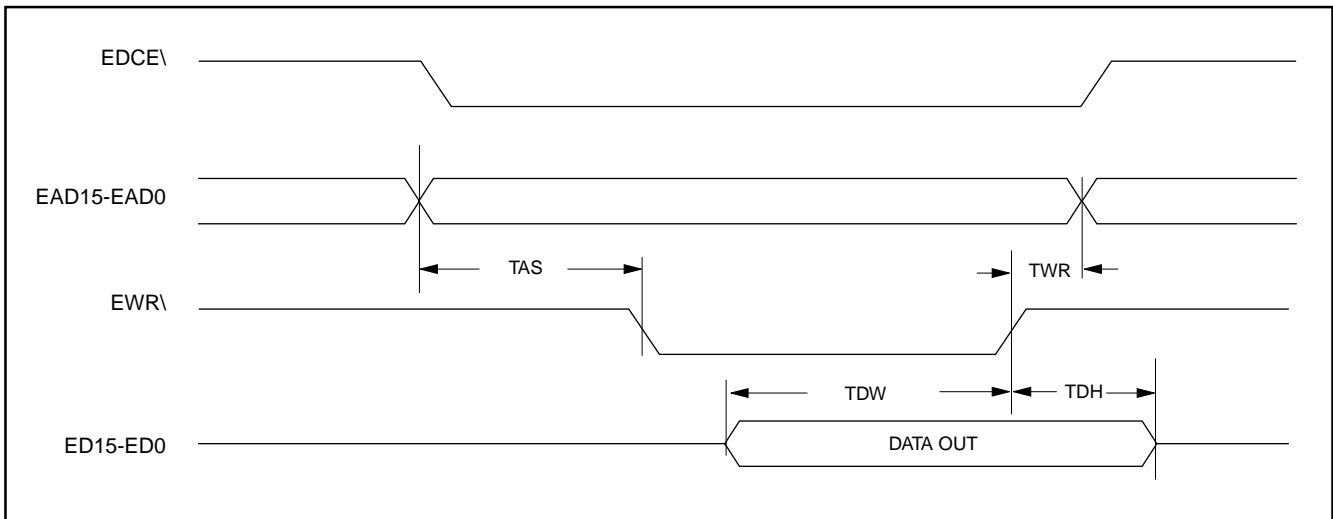 EDCE\
EAD15-EAD0
TAS
TWR
EWR\
TDW
TDH
ED15-ED0
DATA OUT